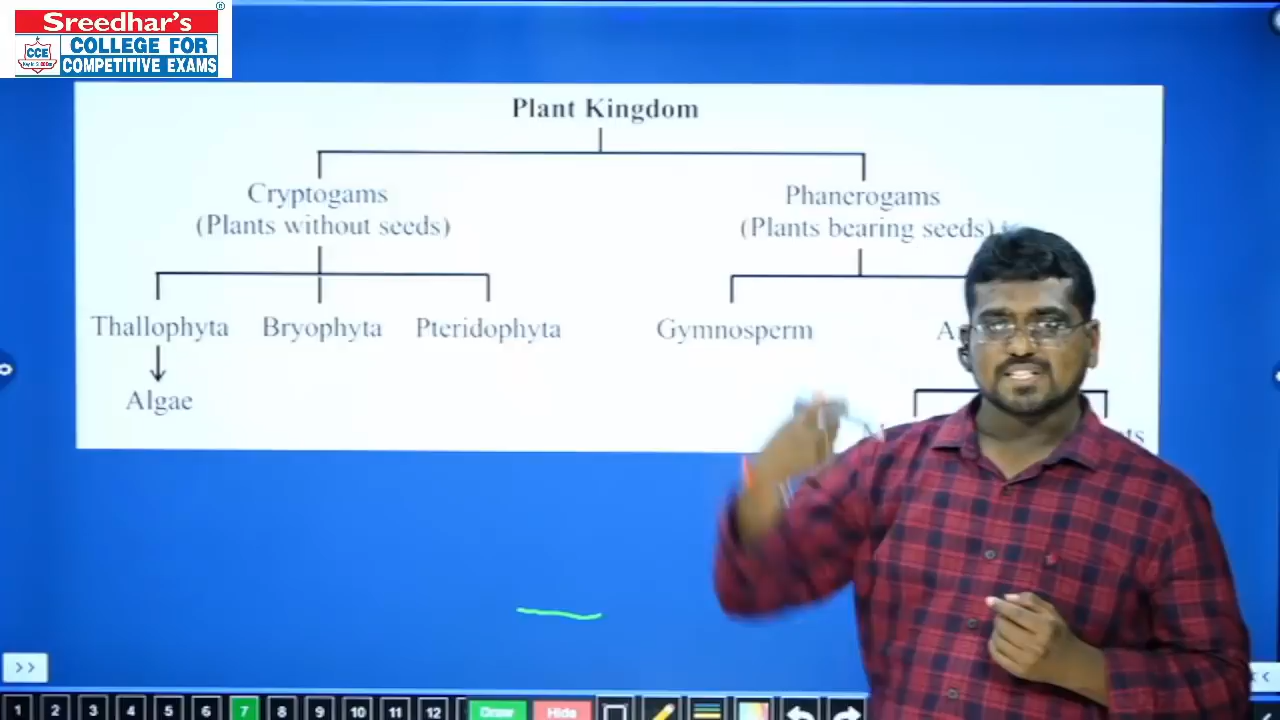 Sreedhar's
®
CCE
COLLEGE FOR
COMPETITIVE EXAMS
Plant Kingdom
Cryptogams
(Plants without seeds)
Phanerogams
(Plants bearing seeds)
Thallophyta
Bryophyta
Pteridophyta
Gymnosperm
Algae
>>
1 2 3 4 5 6 7 8 9 10 11 12 Draw Hide